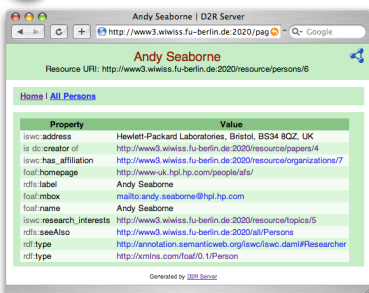 Andy Seaborne | D2R Server
http://www3.wiwiss.fu-berlin.de:2020/pag
Google
Andy Seaborne
Resource URI: http://www3.wiwiss.fu-berlin.de:2020/resource/persons/6
Home | All Persons
Property Value
iswc:address Hewlett-Packard Laboratories, Bristol, BS34 8QZ, UK
is dc:creator of http://www3.wiwiss.fu-berlin.de:2020/resource/papers/4
iswc:has_affiliation http://www3.wiwiss.fu-berlin.de:2020/resource/organizations/7
foaf:homepage http://www-uk.hpl.hp.com/people/afs/
rdfs:label Andy Seaborne
foaf:mbox mailto:andy.seaborne@hpl.hp.com
foaf:name Andy Seaborne
iswc:research_interests http://www3.wiwiss.fu-berlin.de:2020/resource/topics/5
rdfs:seeAlso http://www3.wiwiss.fu-berlin.de:2020/all/Persons
rdf:type http://annotation.semanticweb.org/iswc/iswc.daml#Researcher
rdf:type http://xmlns.com/foaf/0.1/Person
Generated by D2R Server